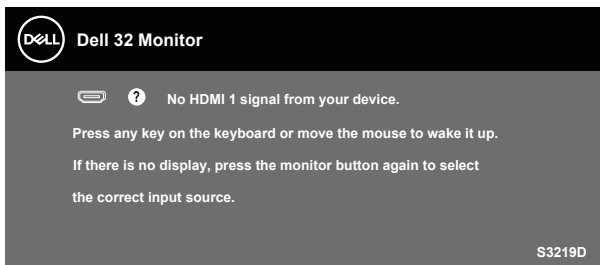 DELL
Dell 32 Monitor
? No HDMI 1 signal from your device.
Press any key on the keyboard or move the mouse to wake it up.
If there is no display, press the monitor button again to select
the correct input source.
S3219D